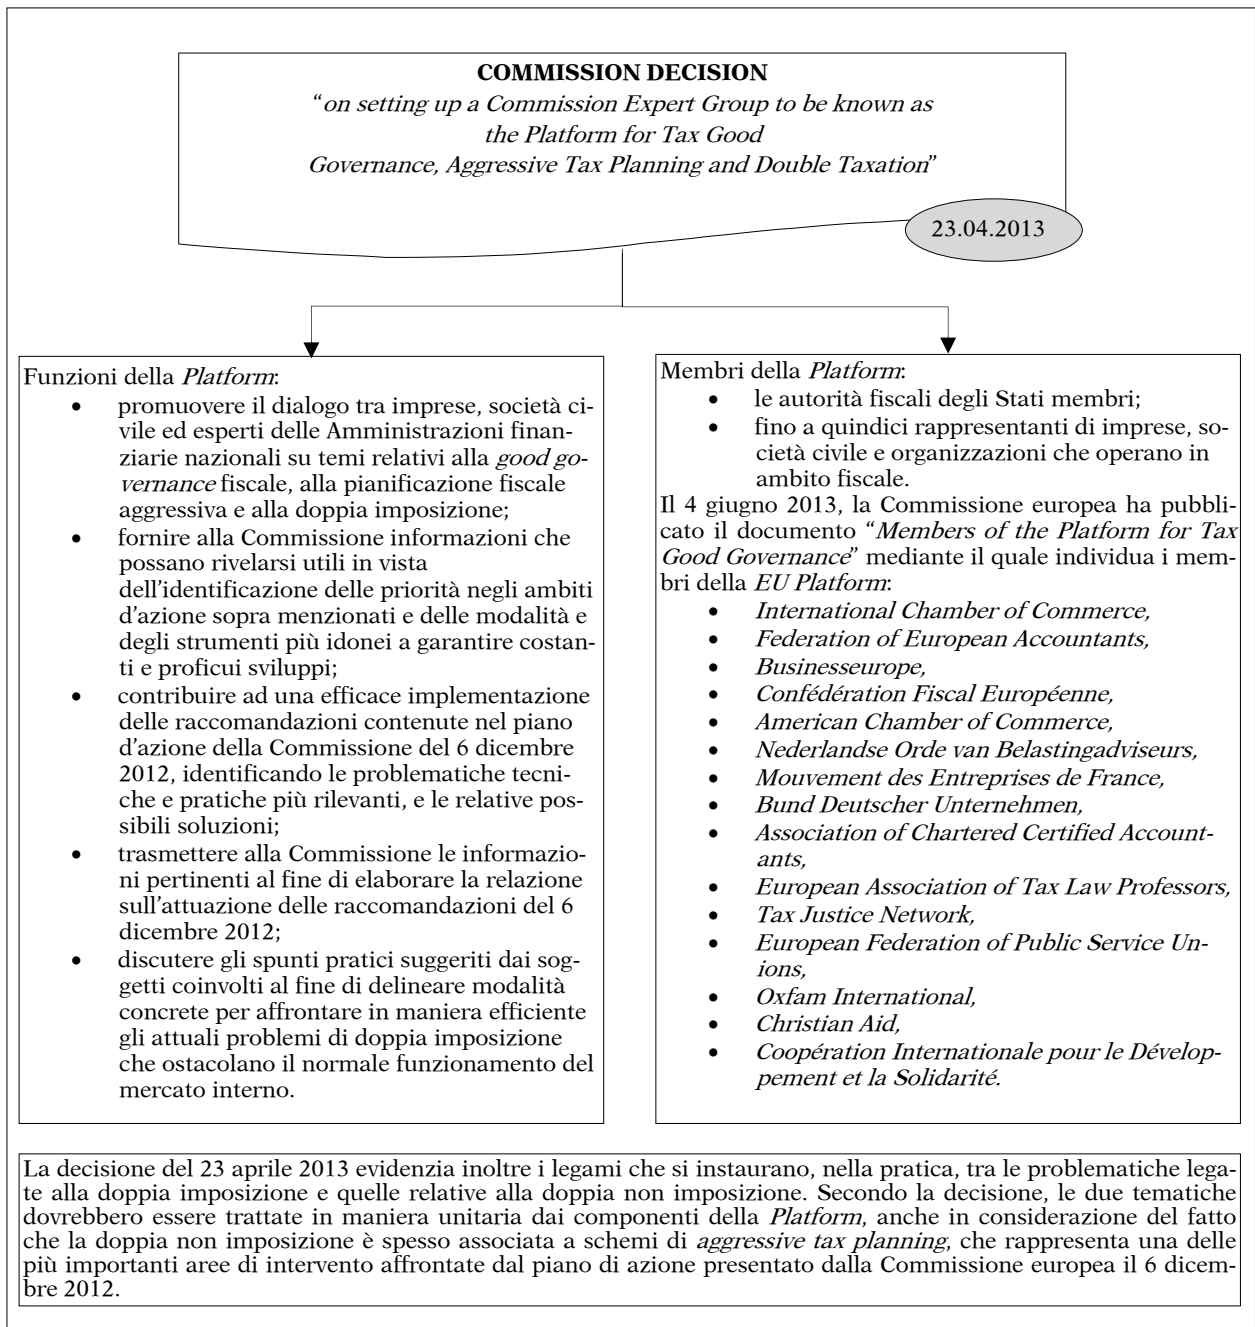 COMMISSION DECISION
“on setting up a Commission Expert Group to be known as
the Platform for Tax Good
Governance, Aggressive Tax Planning and Double Taxation”
23.04.2013
Funzioni della Platform:
• promuovere il dialogo tra imprese, società ci-
vile ed esperti delle Amministrazioni finan-
ziarie nazionali su temi relativi alla good go-
vernance fiscale, alla pianificazione fiscale
aggressiva e alla doppia imposizione;
• fornire alla Commissione informazioni che
possano rivelarsi utili in vista
dell’identificazione delle priorità negli ambiti
d’azione sopra menzionati e delle modalità e
degli strumenti più idonei a garantire costan-
ti e proficui sviluppi;
• contribuire ad una efficace implementazione
delle raccomandazioni contenute nel piano
d’azione della Commissione del 6 dicembre
2012, identificando le problematiche tecni-
che e pratiche più rilevanti, e le relative pos-
sibili soluzioni;
• trasmettere alla Commissione le informazio-
ni pertinenti al fine di elaborare la relazione
sull’attuazione delle raccomandazioni del 6
dicembre 2012;
• discutere gli spunti pratici suggeriti dai sog-
getti coinvolti al fine di delineare modalità
concrete per affrontare in maniera efficiente
gli attuali problemi di doppia imposizione
che ostacolano il normale funzionamento del
mercato interno.
Membri della Platform:
• le autorità fiscali degli Stati membri;
• fino a quindici rappresentanti di imprese, so-
cietà civile e organizzazioni che operano in
ambito fiscale.
Il 4 giugno 2013, la Commissione europea ha pubbli-
cato il documento “Members of the Platform for Tax
Good Governance” mediante il quale individua i mem-
bri della EU Platform:
• International Chamber of Commerce,
• Federation of European Accountants,
• Businesseurope,
• Confédération Fiscal Européenne,
• American Chamber of Commerce,
• Nederlandse Orde van Belastingadviseurs,
• Mouvement des Entreprises de France,
• Bund Deutscher Unternehmen,
• Association of Chartered Certified Account-
ants,
• European Association of Tax Law Professors,
• Tax Justice Network,
• European Federation of Public Service Un-
ions,
• Oxfam International,
• Christian Aid,
• Coopération Internationale pour le Dévelop-
pement et la Solidarité.
La decisione del 23 aprile 2013 evidenzia inoltre i legami che si instaurano, nella pratica, tra le problematiche lega-
te alla doppia imposizione e quelle relative alla doppia non imposizione. Secondo la decisione, le due tematiche
dovrebbero essere trattate in maniera unitaria dai componenti della Platform, anche in considerazione del fatto
che la doppia non imposizione è spesso associata a schemi di aggressive tax planning, che rappresenta una delle
più importanti aree di intervento affrontate dal piano di azione presentato dalla Commissione europea il 6 dicem-
bre 2012.